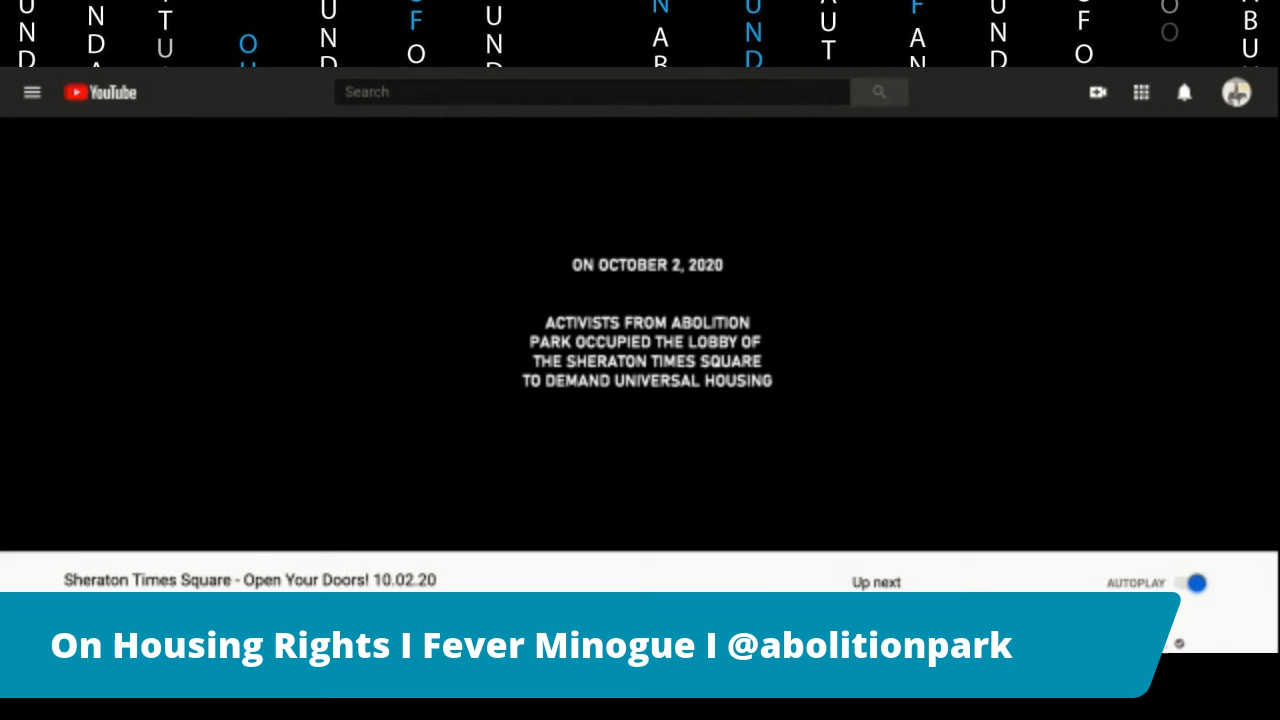 YouTube
Search
ON OCTOBER 2, 2020
ACTIVISTS FROM ABOLITION
PARK OCCUPIED THE LOBBY OF
THE SHERATON TIMES SQUARE
TO DEMAND UNIVERSAL HOUSING
Sheraton Times Square - Open Your Doors! 10.02.20
Up next
AUTOPLAY
On Housing Rights I Fever Minogue I @abolitionpark